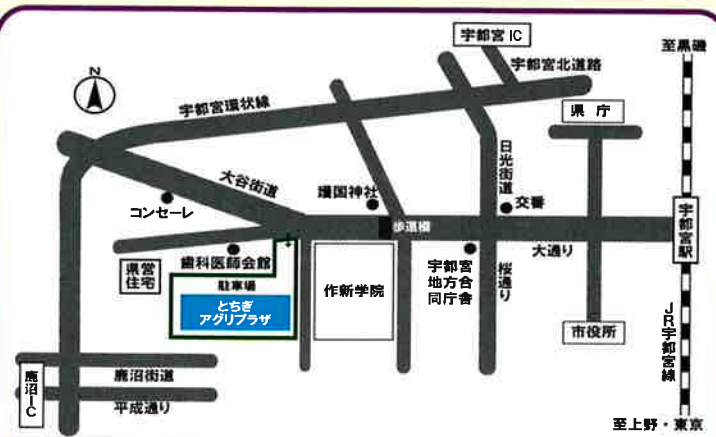 宇都宮 IC
至黒磯
N
宇都宮北道路
宇都宮環状線
県庁
日光街道
大谷街道
護国神社
交番
コンセーレ
歩道橋
宇都宮駅
大通り
歯科医師会館
県営
住宅
駐車場
とちぎ
アグリプラザ
作新学院
宇都宮
地方合
同庁舎
桜通り
市役所
JR宇都宮線
鹿沼IC
鹿沼街道
平成通り
至上野・東京